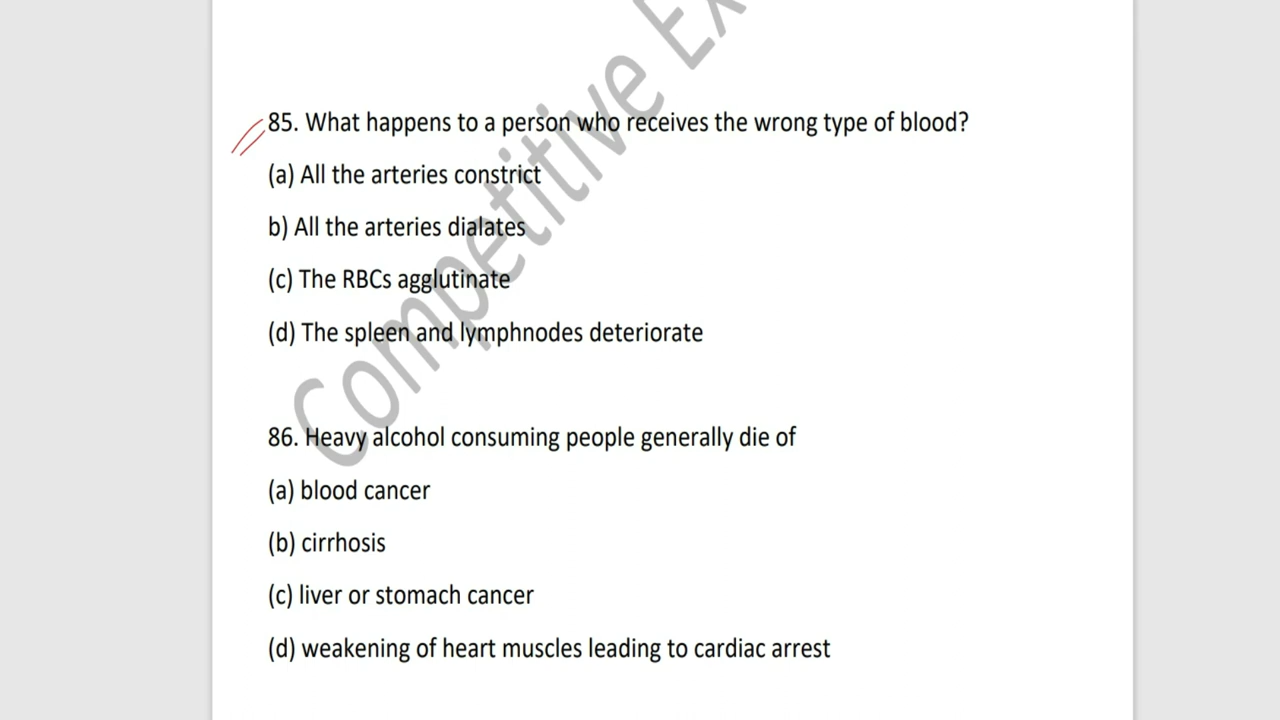 Competitive Ex
85. What happens to a person who receives the wrong type of blood?
(a) All the arteries constrict
b) All the arteries dialates
(c) The RBCs agglutinate
(d) The spleen and lymphnodes deteriorate
86. Heavy alcohol consuming people generally die of
(a) blood cancer
(b) cirrhosis
(c) liver or stomach cancer
(d) weakening of heart muscles leading to cardiac arrest